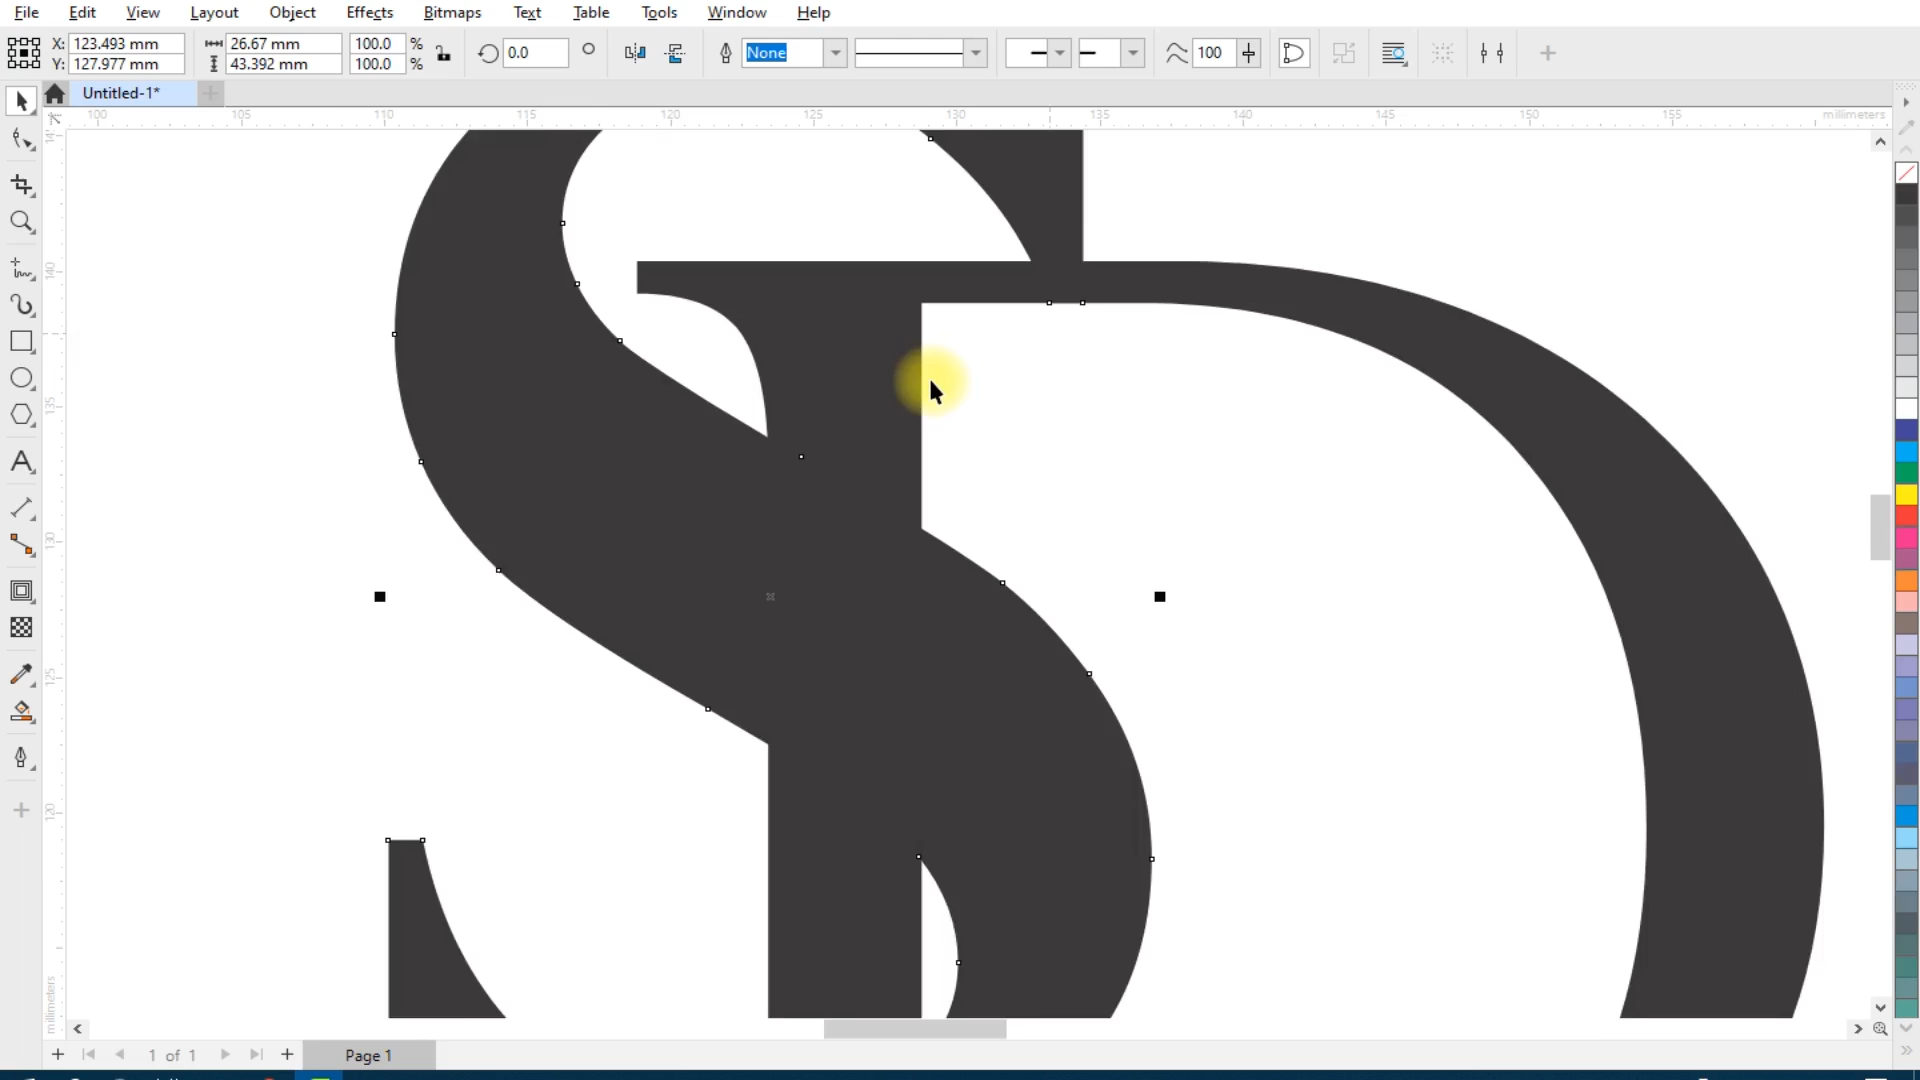 File Edit View Layout Object Effects Bitmaps Text Table Tools Window Help
X: 123.493 mm 26.67 mm 100.0 %
Y: 127.977 mm 43.392 mm 100.0 %
0.0 None 100
Untitled-1*
100 105 110 115 120 125 130 135 140 145 150 155 millimeters
140
135
130
125
120
millimeters
1 of 1 Page 1